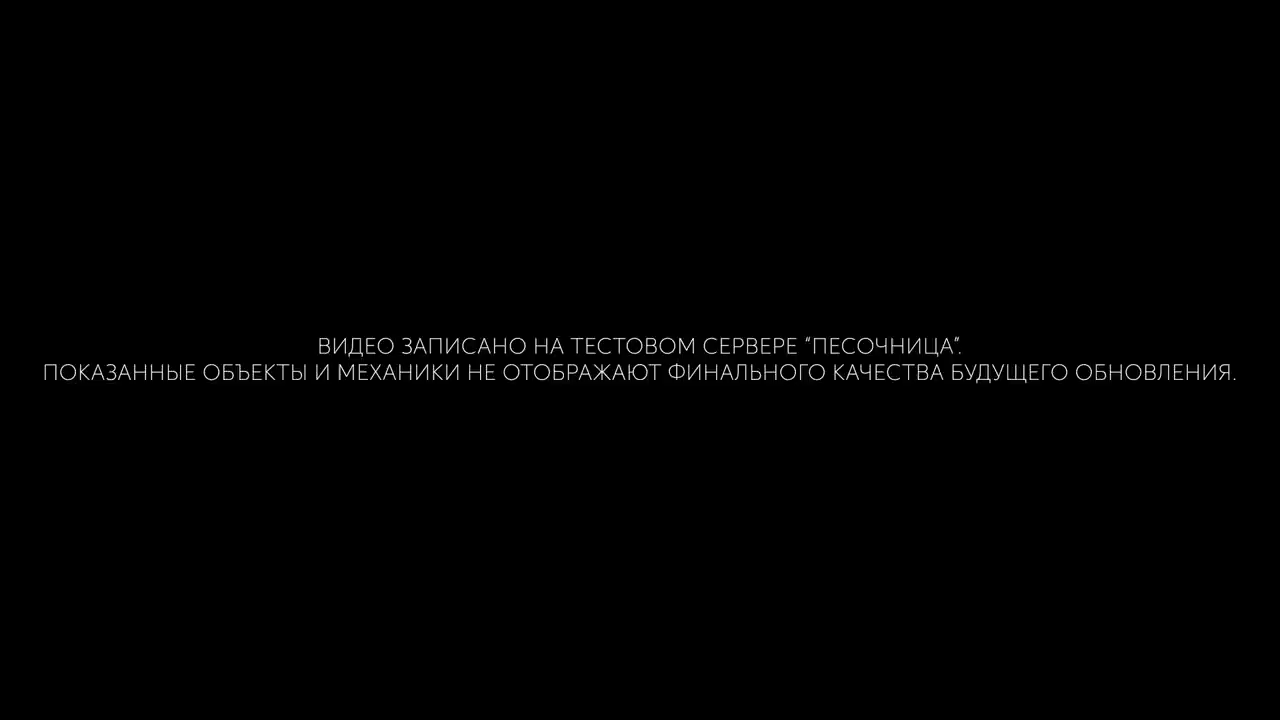 ВИДЕО ЗАПИСАНО НА ТЕСТОВОМ СЕРВЕРЕ “ПЕСОЧНИЦА”.
ПОКАЗАННЫЕ ОБЪЕКТЫ И МЕХАНИКИ НЕ ОТОБРАЖАЮТ ФИНАЛЬНОГО КАЧЕСТВА БУДУЩЕГО ОБНОВЛЕНИЯ.